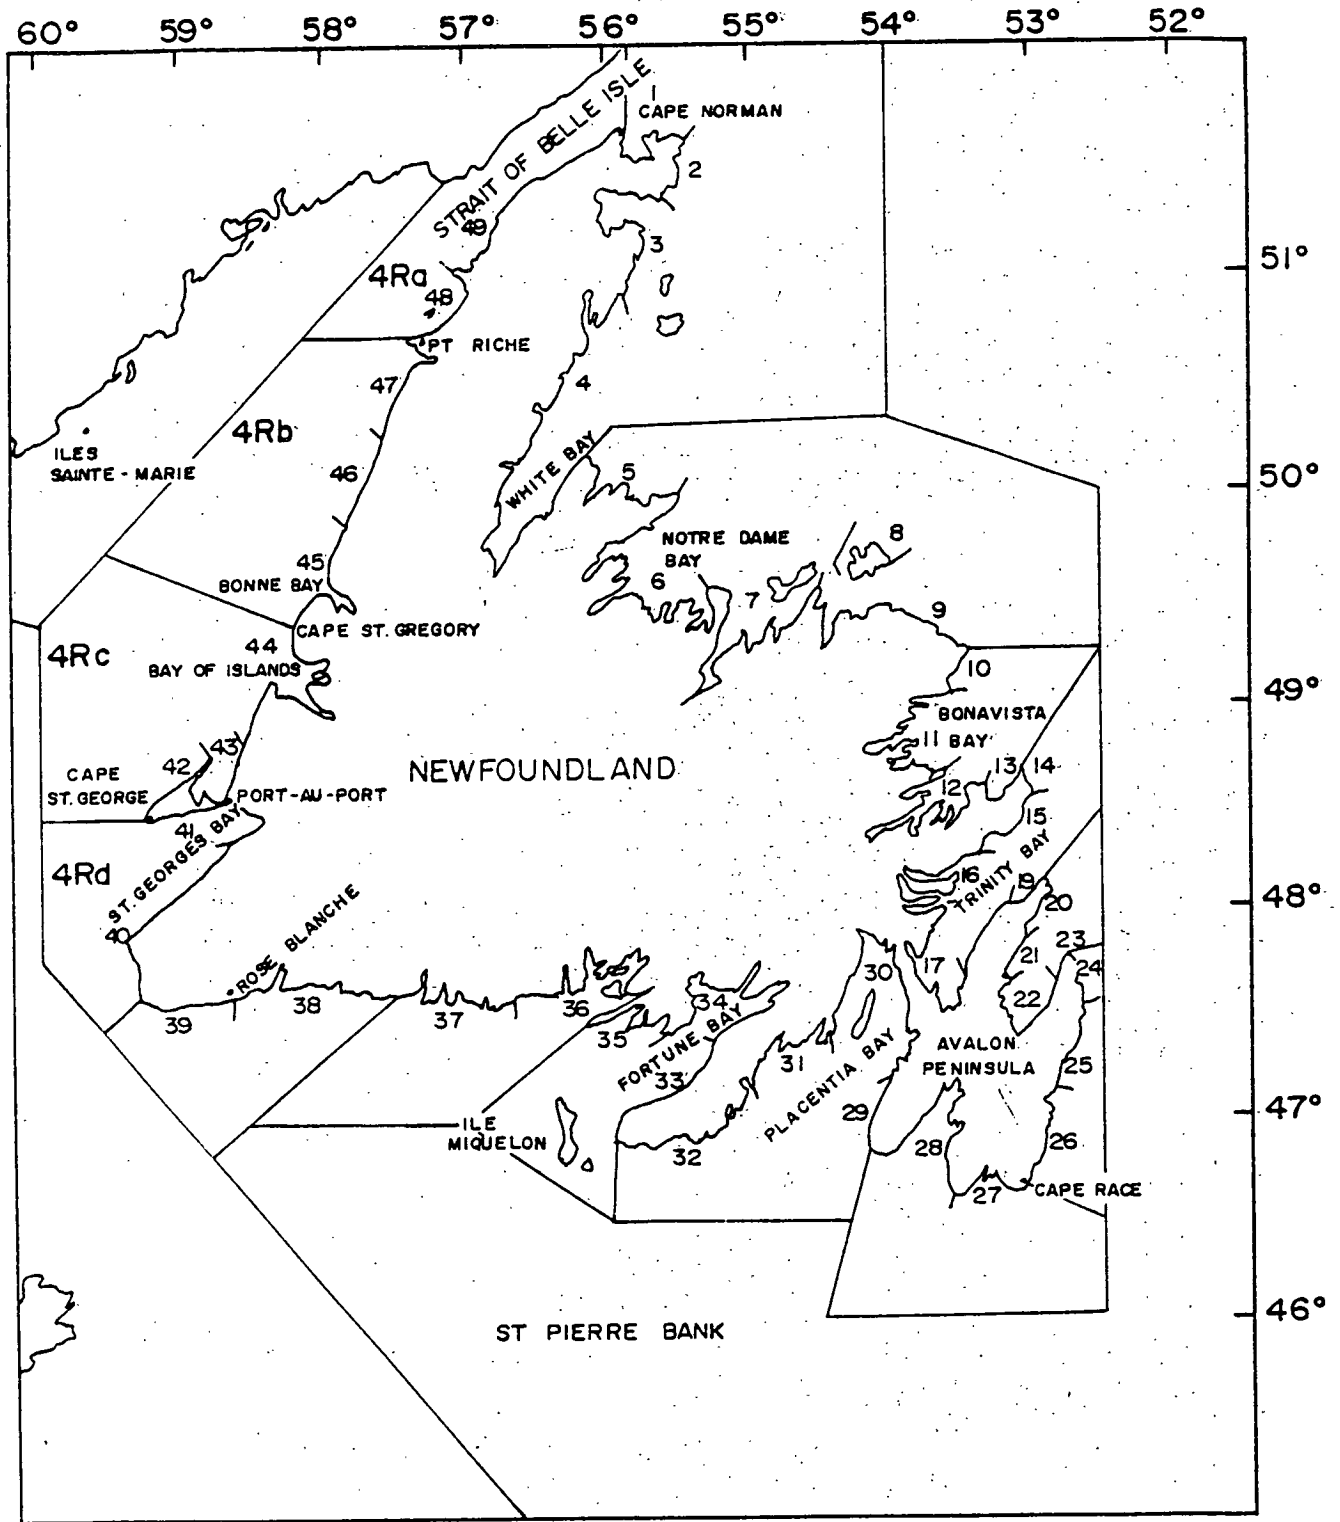 60° 59° 58° 57° 56° 55° 54° 53° 52°
STRAIT OF BELLE ISLE
1
CAPE NORMAN
2
49
3
51°
4Ra
48
PT RICHE
47
4
4Rb
ILES
SAINTE-MARIE
46
WHITE BAY
5
50°
NOTRE DAME
BAY
8
45
BONNE BAY
6
7
9
CAPE ST. GREGORY
44
4Rc
BAY OF ISLANDS
10
49°
BONAVISTA
BAY
11
43
42
CAPE
ST. GEORGE
NEWFOUNDLAND
13
14
12
PORT-AU-PORT
41
ST. GEORGES BAY
15
4Rd
16
TRINITY BAY
19
20
48°
40
ROSE BLANCHE
23
21
24
30
17
22
38
39
37
36
34
35
FORTUNE BAY
33
31
PLACENTIA BAY
AVALON
PENINSULA
25
29
47°
ILE
MIQUELON
32
28
26
27
CAPE RACE
46°
ST PIERRE BANK